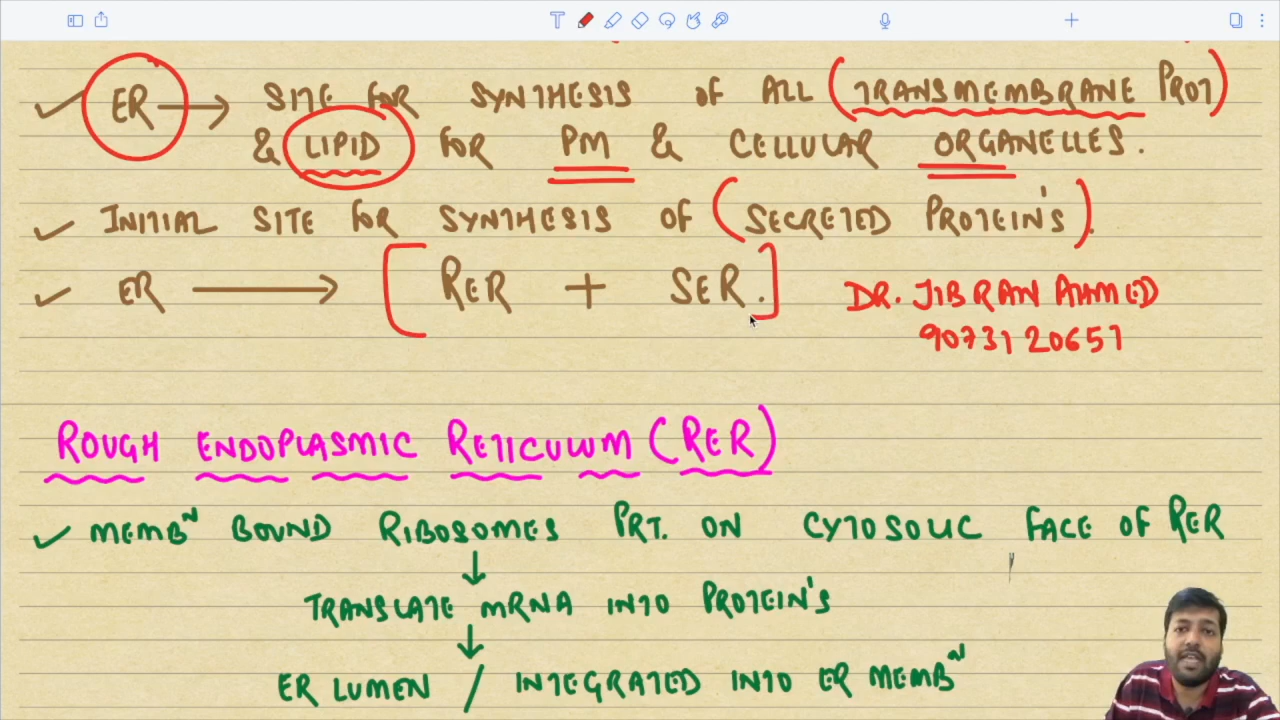 ER → SITE FOR SYNTHESIS OF ALL (TRANSMEMBRANE PROT)
& LIPID FOR PM & CELLULAR ORGANELLES.
INITIAL SITE FOR SYNTHESIS OF (SECRETED PROTEIN'S).
ER → [RER + SER.]
DR. JIBRAN AHMED
9073120657
ROUGH ENDOPLASMIC RETICULUM (RER)
MEMBⁿ BOUND RIBOSOMES PRT. ON CYTOSOLIC FACE OF RER
↓
TRANSLATE mRNA INTO PROTEIN'S
↓
ER LUMEN / INTEGRATED INTO ER MEMBⁿ